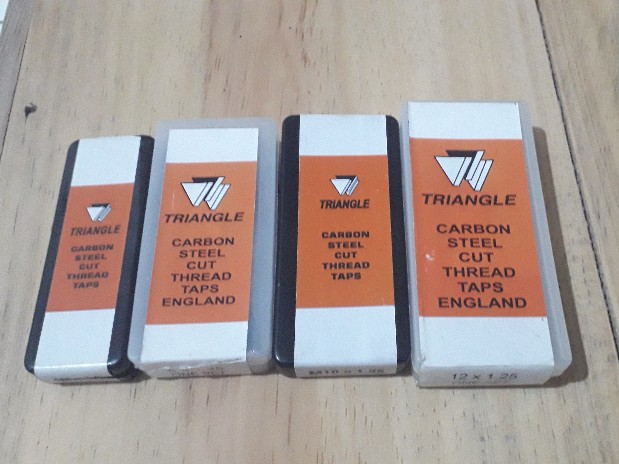 TRIANGLE
CARBON
STEEL
CUT
THREAD
TAPS
TRIANGLE
CARBON
STEEL
CUT
THREAD
TAPS
ENGLAND
TRIANGLE
CARBON
STEEL
CUT
THREAD
TAPS
M10 x 1.25
TRIANGLE
CARBON
STEEL
CUT
THREAD
TAPS
ENGLAND
12 x 1.25